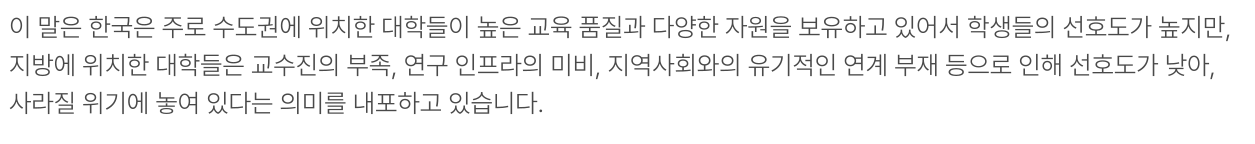 이 말은 한국은 주로 수도권에 위치한 대학들이 높은 교육 품질과 다양한 자원을 보유하고 있어서 학생들의 선호도가 높지만,
지방에 위치한 대학들은 교수진의 부족, 연구 인프라의 미비, 지역사회와의 유기적인 연계 부재 등으로 인해 선호도가 낮아,
사라질 위기에 놓여 있다는 의미를 내포하고 있습니다.